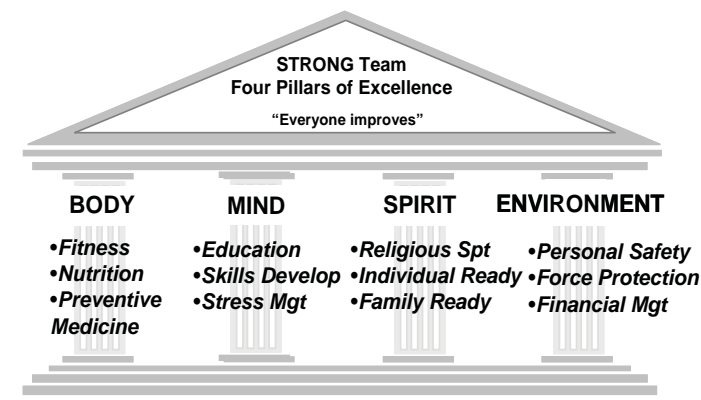 STRONG Team
Four Pillars of Excellence
“Everyone improves”
BODY
•Fitness
•Nutrition
•Preventive
Medicine
MIND
•Education
•Skills Develop
•Stress Mgt
SPIRIT
•Religious Spt
•Individual Ready
•Family Ready
ENVIRONMENT
•Personal Safety
•Force Protection
•Financial Mgt